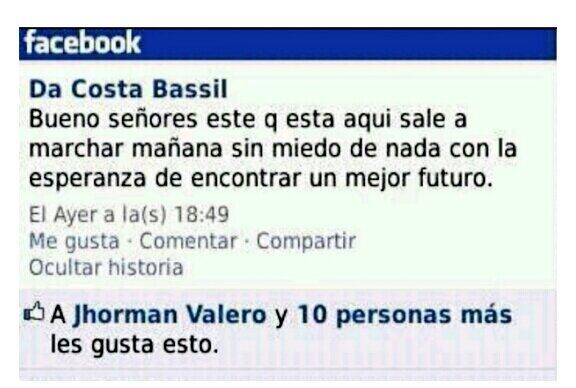 facebook
Da Costa Bassil
Bueno señores este q esta aqui sale a
marchar mañana sin miedo de nada con la
esperanza de encontrar un mejor futuro.
El Ayer a la(s) 18:49
Me gusta · Comentar · Compartir
Ocultar historia
A Jhorman Valero y 10 personas más
les gusta esto.